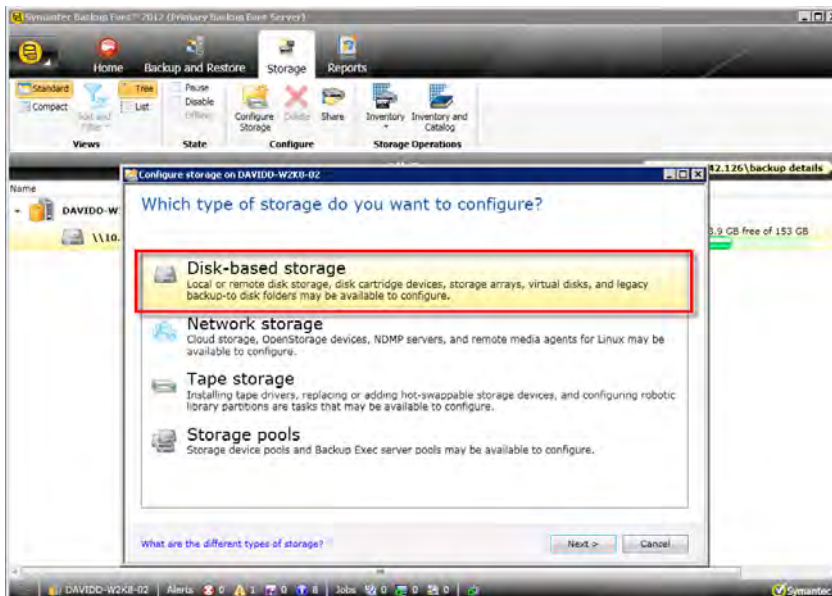 Symantec Backup Exec™ 2012 (Primary Backup Exec Server)
Home
Backup and Restore
Storage
Reports
Standard
Compact
Sort and Filter
Views
Tree
List
Pause
Disable
Offline
State
Configure Storage
Delete
Share
Configure
Inventory
Inventory and Catalog
Storage Operations
42.126\backup details
Configure storage on DAVIDD-W2K8-02
Name
DAVIDD-W
\\10.
3.9 GB free of 153 GB
Which type of storage do you want to configure?
Disk-based storage
Local or remote disk storage, disk cartridge devices, storage arrays, virtual disks, and legacy
backup-to disk folders may be available to configure.
Network storage
Cloud storage, OpenStorage devices, NDMP servers, and remote media agents for Linux may be
available to configure.
Tape storage
Installing tape drivers, replacing or adding hot-swappable storage devices, and configuring robotic
library partitions are tasks that may be available to configure.
Storage pools
Storage device pools and Backup Exec server pools may be available to configure.
What are the different types of storage?
Next >
Cancel
DAVIDD-W2K8-02
Alerts
0
1
0
8
Jobs
0
0
0
Symantec